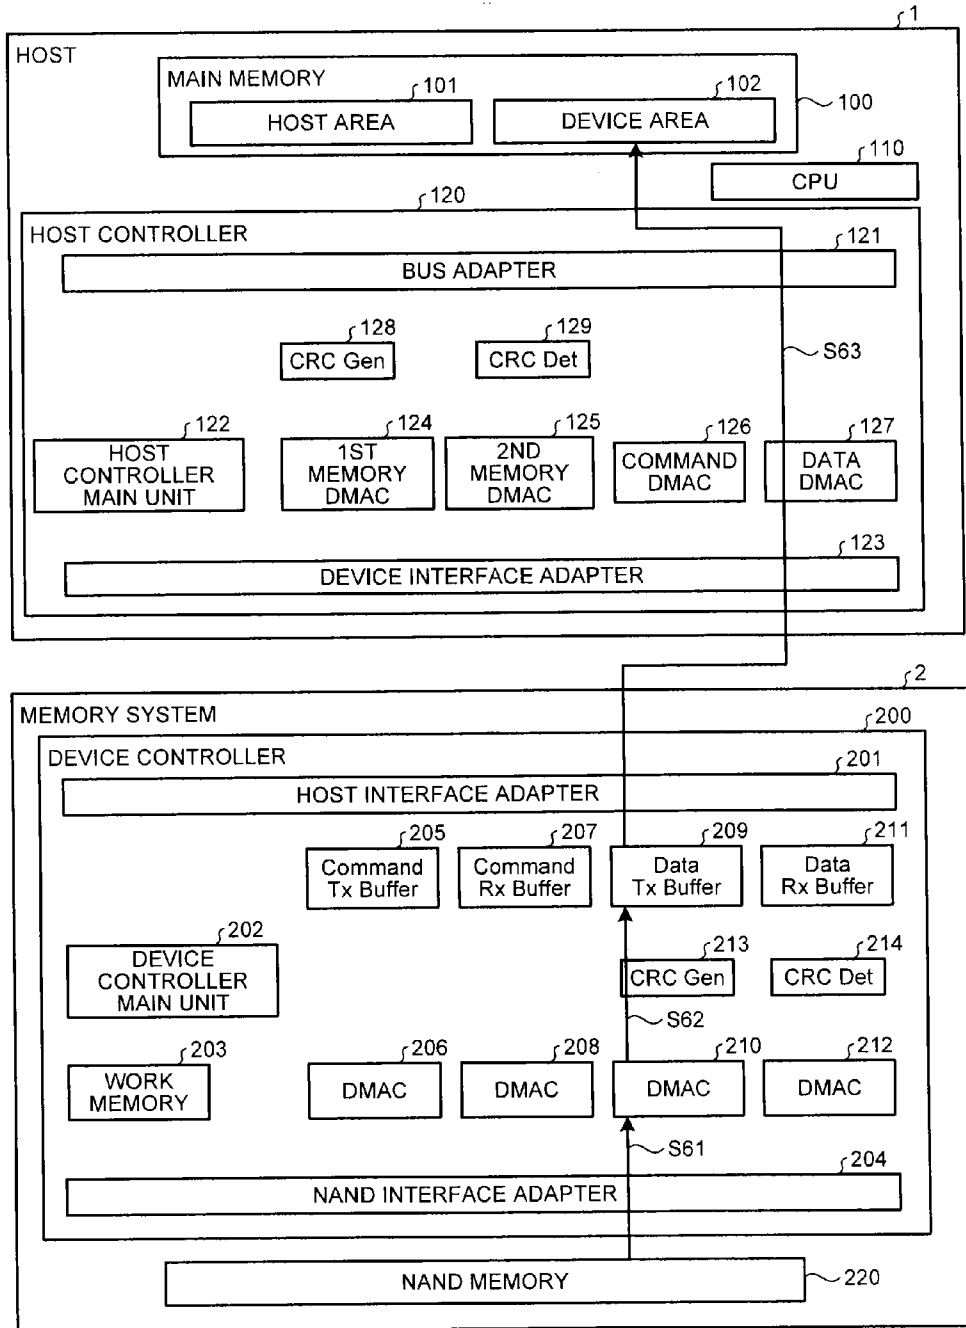 1
HOST
MAIN MEMORY
101
102
100
HOST AREA
DEVICE AREA
110
CPU
120
HOST CONTROLLER
121
BUS ADAPTER
128
129
S63
CRC Gen
CRC Det
122
124
125
126
127
HOST
CONTROLLER
MAIN UNIT
1ST
MEMORY
DMAC
2ND
MEMORY
DMAC
COMMAND
DMAC
DATA
DMAC
123
DEVICE INTERFACE ADAPTER
2
MEMORY SYSTEM
200
DEVICE CONTROLLER
201
HOST INTERFACE ADAPTER
205
207
209
211
Command
Tx Buffer
Command
Rx Buffer
Data
Tx Buffer
Data
Rx Buffer
202
213
214
DEVICE
CONTROLLER
MAIN UNIT
CRC Gen
CRC Det
S62
203
206
208
210
212
WORK
MEMORY
DMAC
DMAC
DMAC
DMAC
S61
204
NAND INTERFACE ADAPTER
NAND MEMORY
220